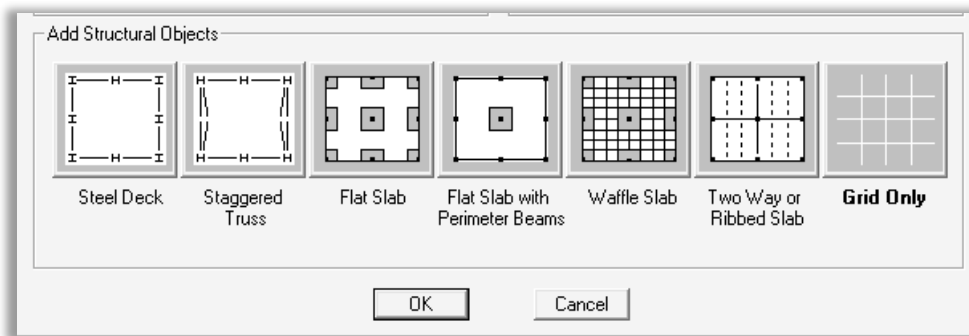 Add Structural Objects
Steel Deck
Staggered
Truss
Flat Slab
Flat Slab with
Perimeter Beams
Waffle Slab
Two Way or
Ribbed Slab
Grid Only
OK
Cancel